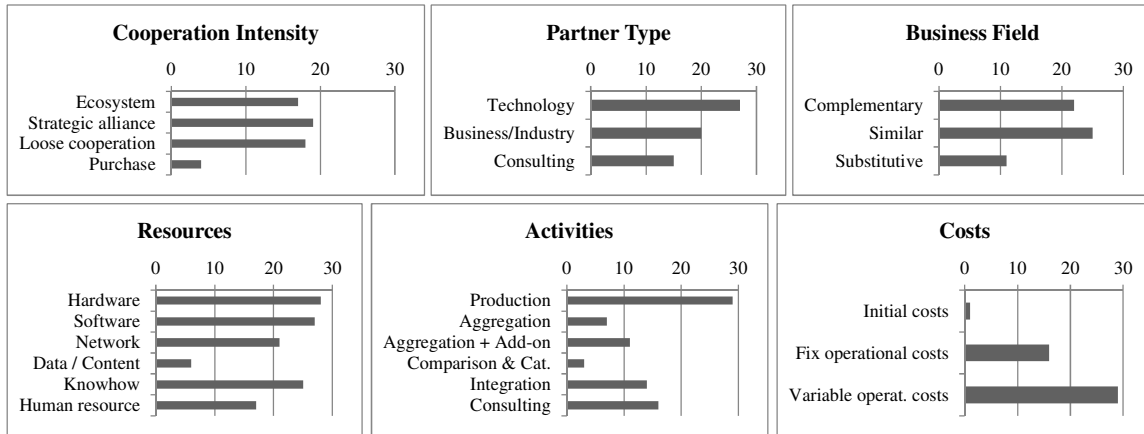 Cooperation Intensity
0 10 20 30
Ecosystem
Strategic alliance
Loose cooperation
Purchase
Partner Type
0 10 20 30
Technology
Business/Industry
Consulting
Business Field
0 10 20 30
Complementary
Similar
Substitutive
Resources
0 10 20 30
Hardware
Software
Network
Data / Content
Knowhow
Human resource
Activities
0 10 20 30
Production
Aggregation
Aggregation + Add-on
Comparison & Cat.
Integration
Consulting
Costs
0 10 20 30
Initial costs
Fix operational costs
Variable operat. costs